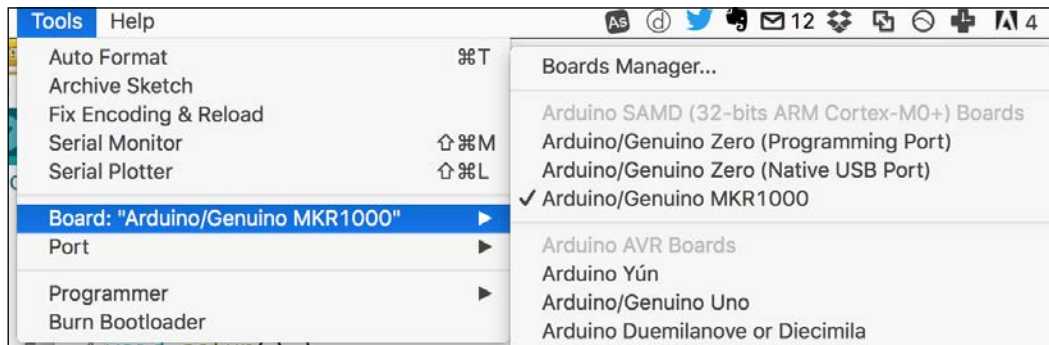 Tools Help 12 4
Auto Format ⌘T
Archive Sketch
Fix Encoding & Reload
Serial Monitor ⇧⌘M
Serial Plotter ⇧⌘L
Board: "Arduino/Genuino MKR1000"
Port
Programmer
Burn Bootloader
Boards Manager...
Arduino SAMD (32-bits ARM Cortex-M0+) Boards
Arduino/Genuino Zero (Programming Port)
Arduino/Genuino Zero (Native USB Port)
✓ Arduino/Genuino MKR1000
Arduino AVR Boards
Arduino Yún
Arduino/Genuino Uno
Arduino Duemilanove or Diecimila